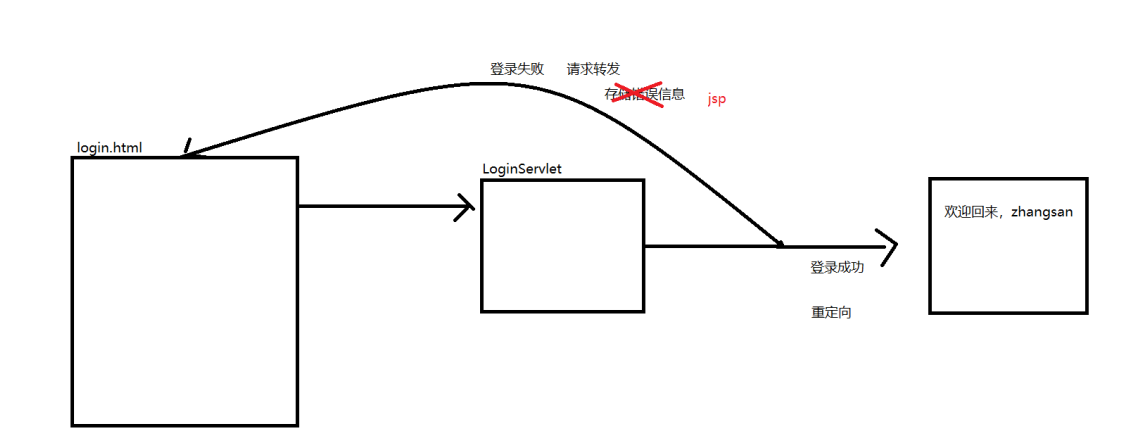 登录失败 请求转发
存储错误信息 jsp
login.html
LoginServlet
欢迎回来，zhangsan
登录成功
重定向